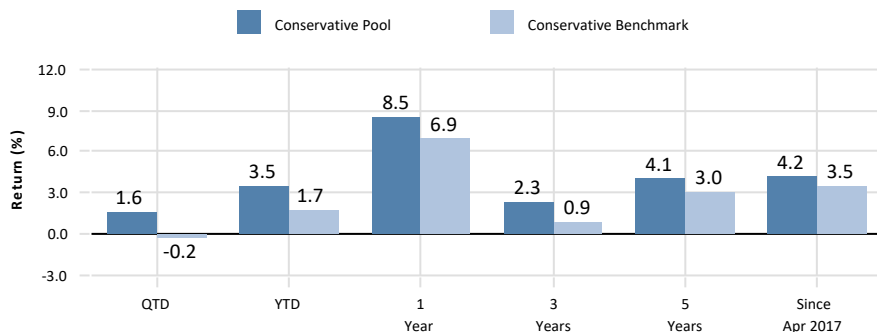 Conservative Pool
Conservative Benchmark
Return (%)
12.0
9.0
6.0
3.0
0.0
-3.0
1.6
-0.2
3.5
1.7
8.5
6.9
2.3
0.9
4.1
3.0
4.2
3.5
QTD
YTD
1
Year
3
Years
5
Years
Since
Apr 2017